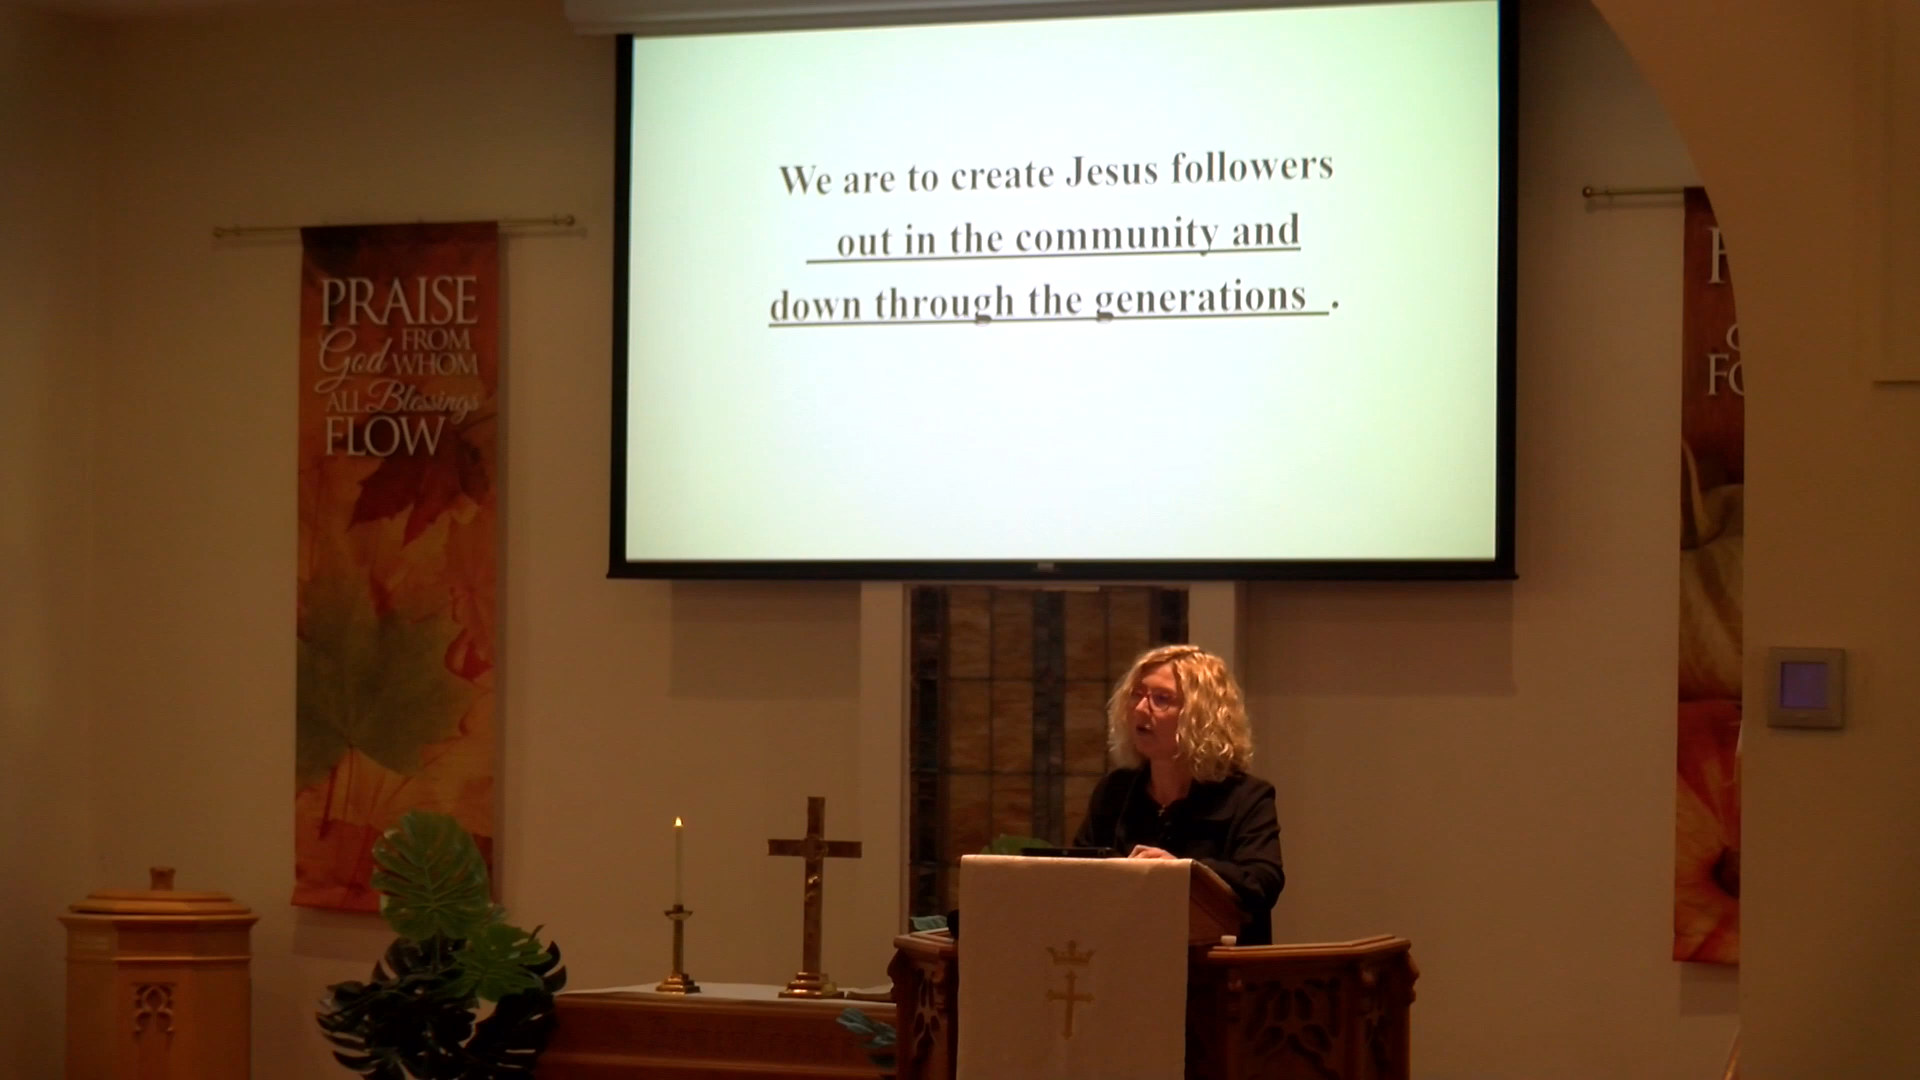 We are to create Jesus followers
out in the community and
down through the generations .
PRAISE
FROM
God WHOM
ALL Blessings
FLOW